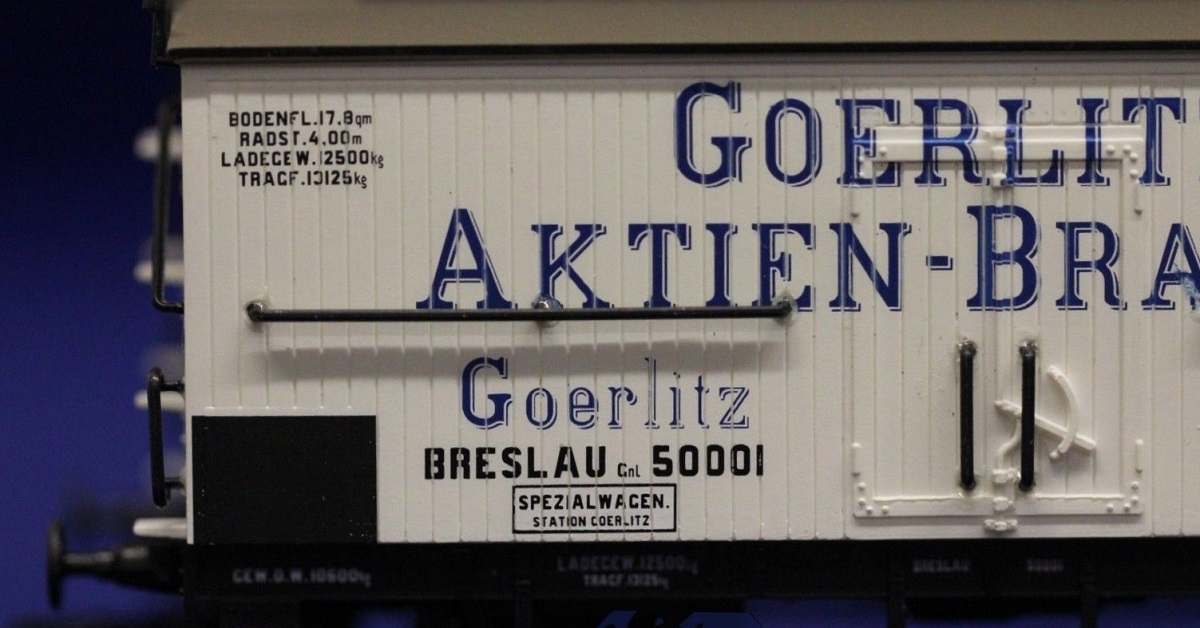 BODENFL.17.8qm
RADST.4.00m
LADEGEW.12500kg
TRAGF.13125kg
GOERLIT
AKTIEN-BRA
Goerlitz
BRESLAU Gnl 50001
SPEZIALWAGEN.
STATION GOERLITZ
GEW.D.W.10600kg
LADEGEW.12500kg
TRAGF.13125kg
BRESLAU 50001